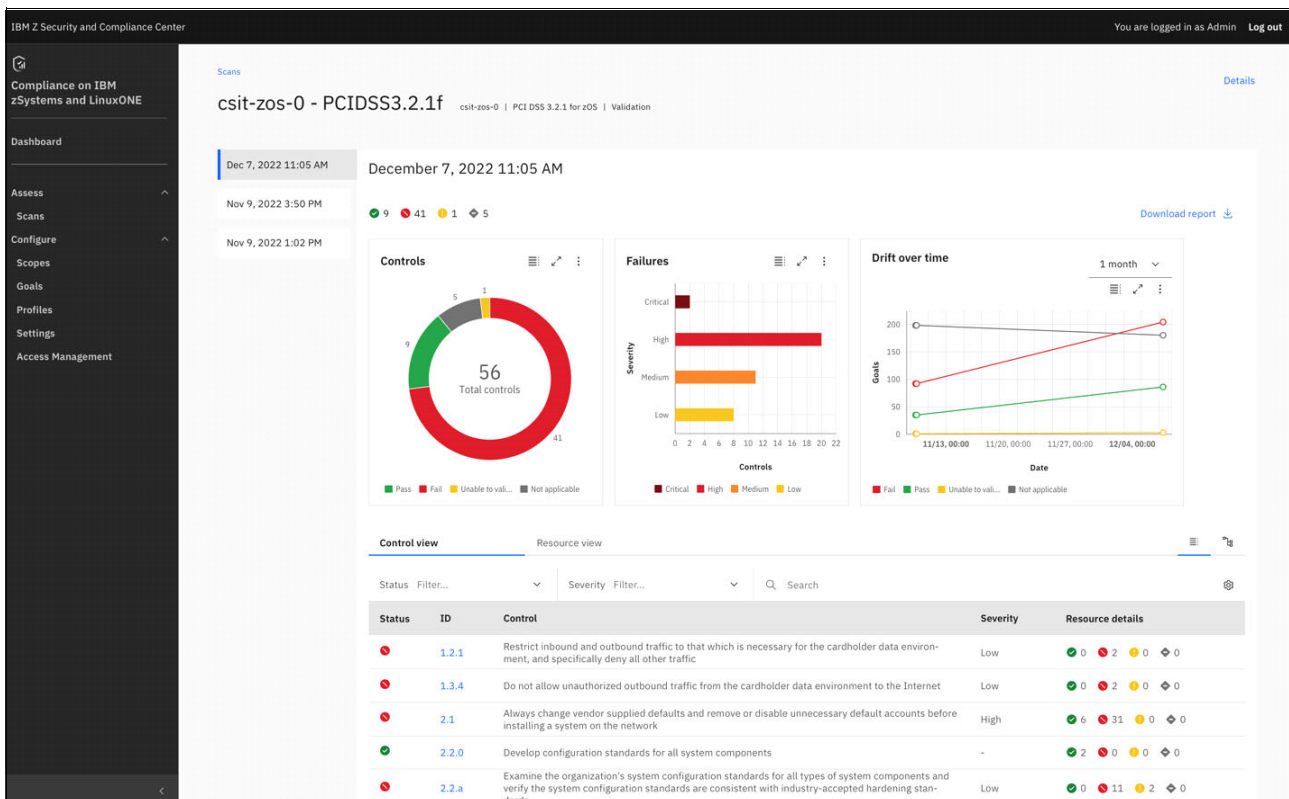 IBM Z Security and Compliance Center
You are logged in as Admin Log out
Compliance on IBM
zSystems and LinuxONE
Dashboard
Assess
Scans
Configure
Scopes
Goals
Profiles
Settings
Access Management
Scans
Details
csit-zos-0 - PCIDSS3.2.1f csit-zos-0 | PCI DSS 3.2.1 for zOS | Validation
Dec 7, 2022 11:05 AM
Nov 9, 2022 3:50 PM
Nov 9, 2022 1:02 PM
December 7, 2022 11:05 AM
9 41 1 5
Download report
Controls
5
1
9
56
Total controls
41
Pass Fail Unable to vali... Not applicable
Failures
Severity
Critical
High
Medium
Low
0 2 4 6 8 10 12 14 16 18 20 22
Controls
Critical High Medium Low
Drift over time
1 month
Goals
200
150
100
50
0
11/13, 00:00 11/20, 00:00 11/27, 00:00 12/04, 00:00
Date
Fail Pass Unable to vali... Not applicable
Control view Resource view
Status Filter... Severity Filter... Search
Status ID Control Severity Resource details
1.2.1 Restrict inbound and outbound traffic to that which is necessary for the cardholder data environ-
ment, and specifically deny all other traffic Low 0 2 0 0
1.3.4 Do not allow unauthorized outbound traffic from the cardholder data environment to the Internet Low 0 2 0 0
2.1 Always change vendor supplied defaults and remove or disable unnecessary default accounts before
installing a system on the network High 6 31 0 0
2.2.0 Develop configuration standards for all system components - 2 0 0 0
2.2.a Examine the organization's system configuration standards for all types of system components and
verify the system configuration standards are consistent with industry-accepted hardening stan- Low 0 11 2 0